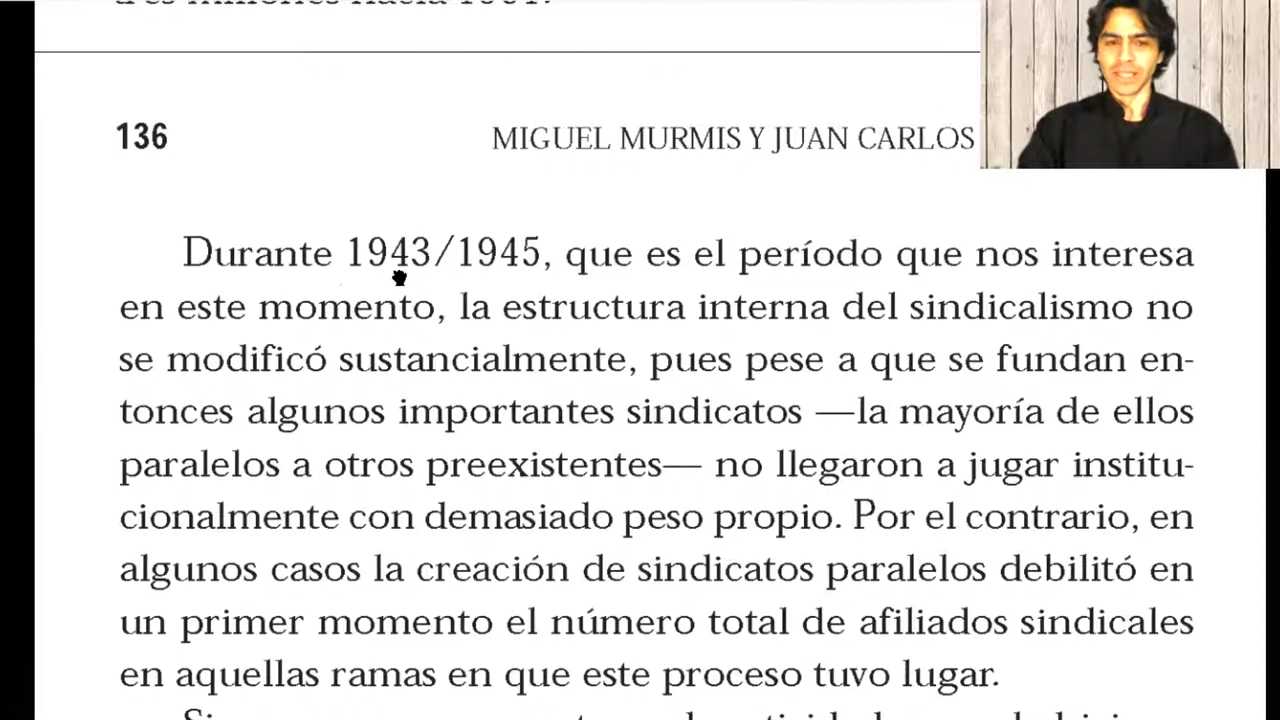 136
MIGUEL MURMIS Y JUAN CARLOS
Durante 1943/1945, que es el período que nos interesa
en este momento, la estructura interna del sindicalismo no
se modificó sustancialmente, pues pese a que se fundan en-
tonces algunos importantes sindicatos —la mayoría de ellos
paralelos a otros preexistentes— no llegaron a jugar institu-
cionalmente con demasiado peso propio. Por el contrario, en
algunos casos la creación de sindicatos paralelos debilitó en
un primer momento el número total de afiliados sindicales
en aquellas ramas en que este proceso tuvo lugar.